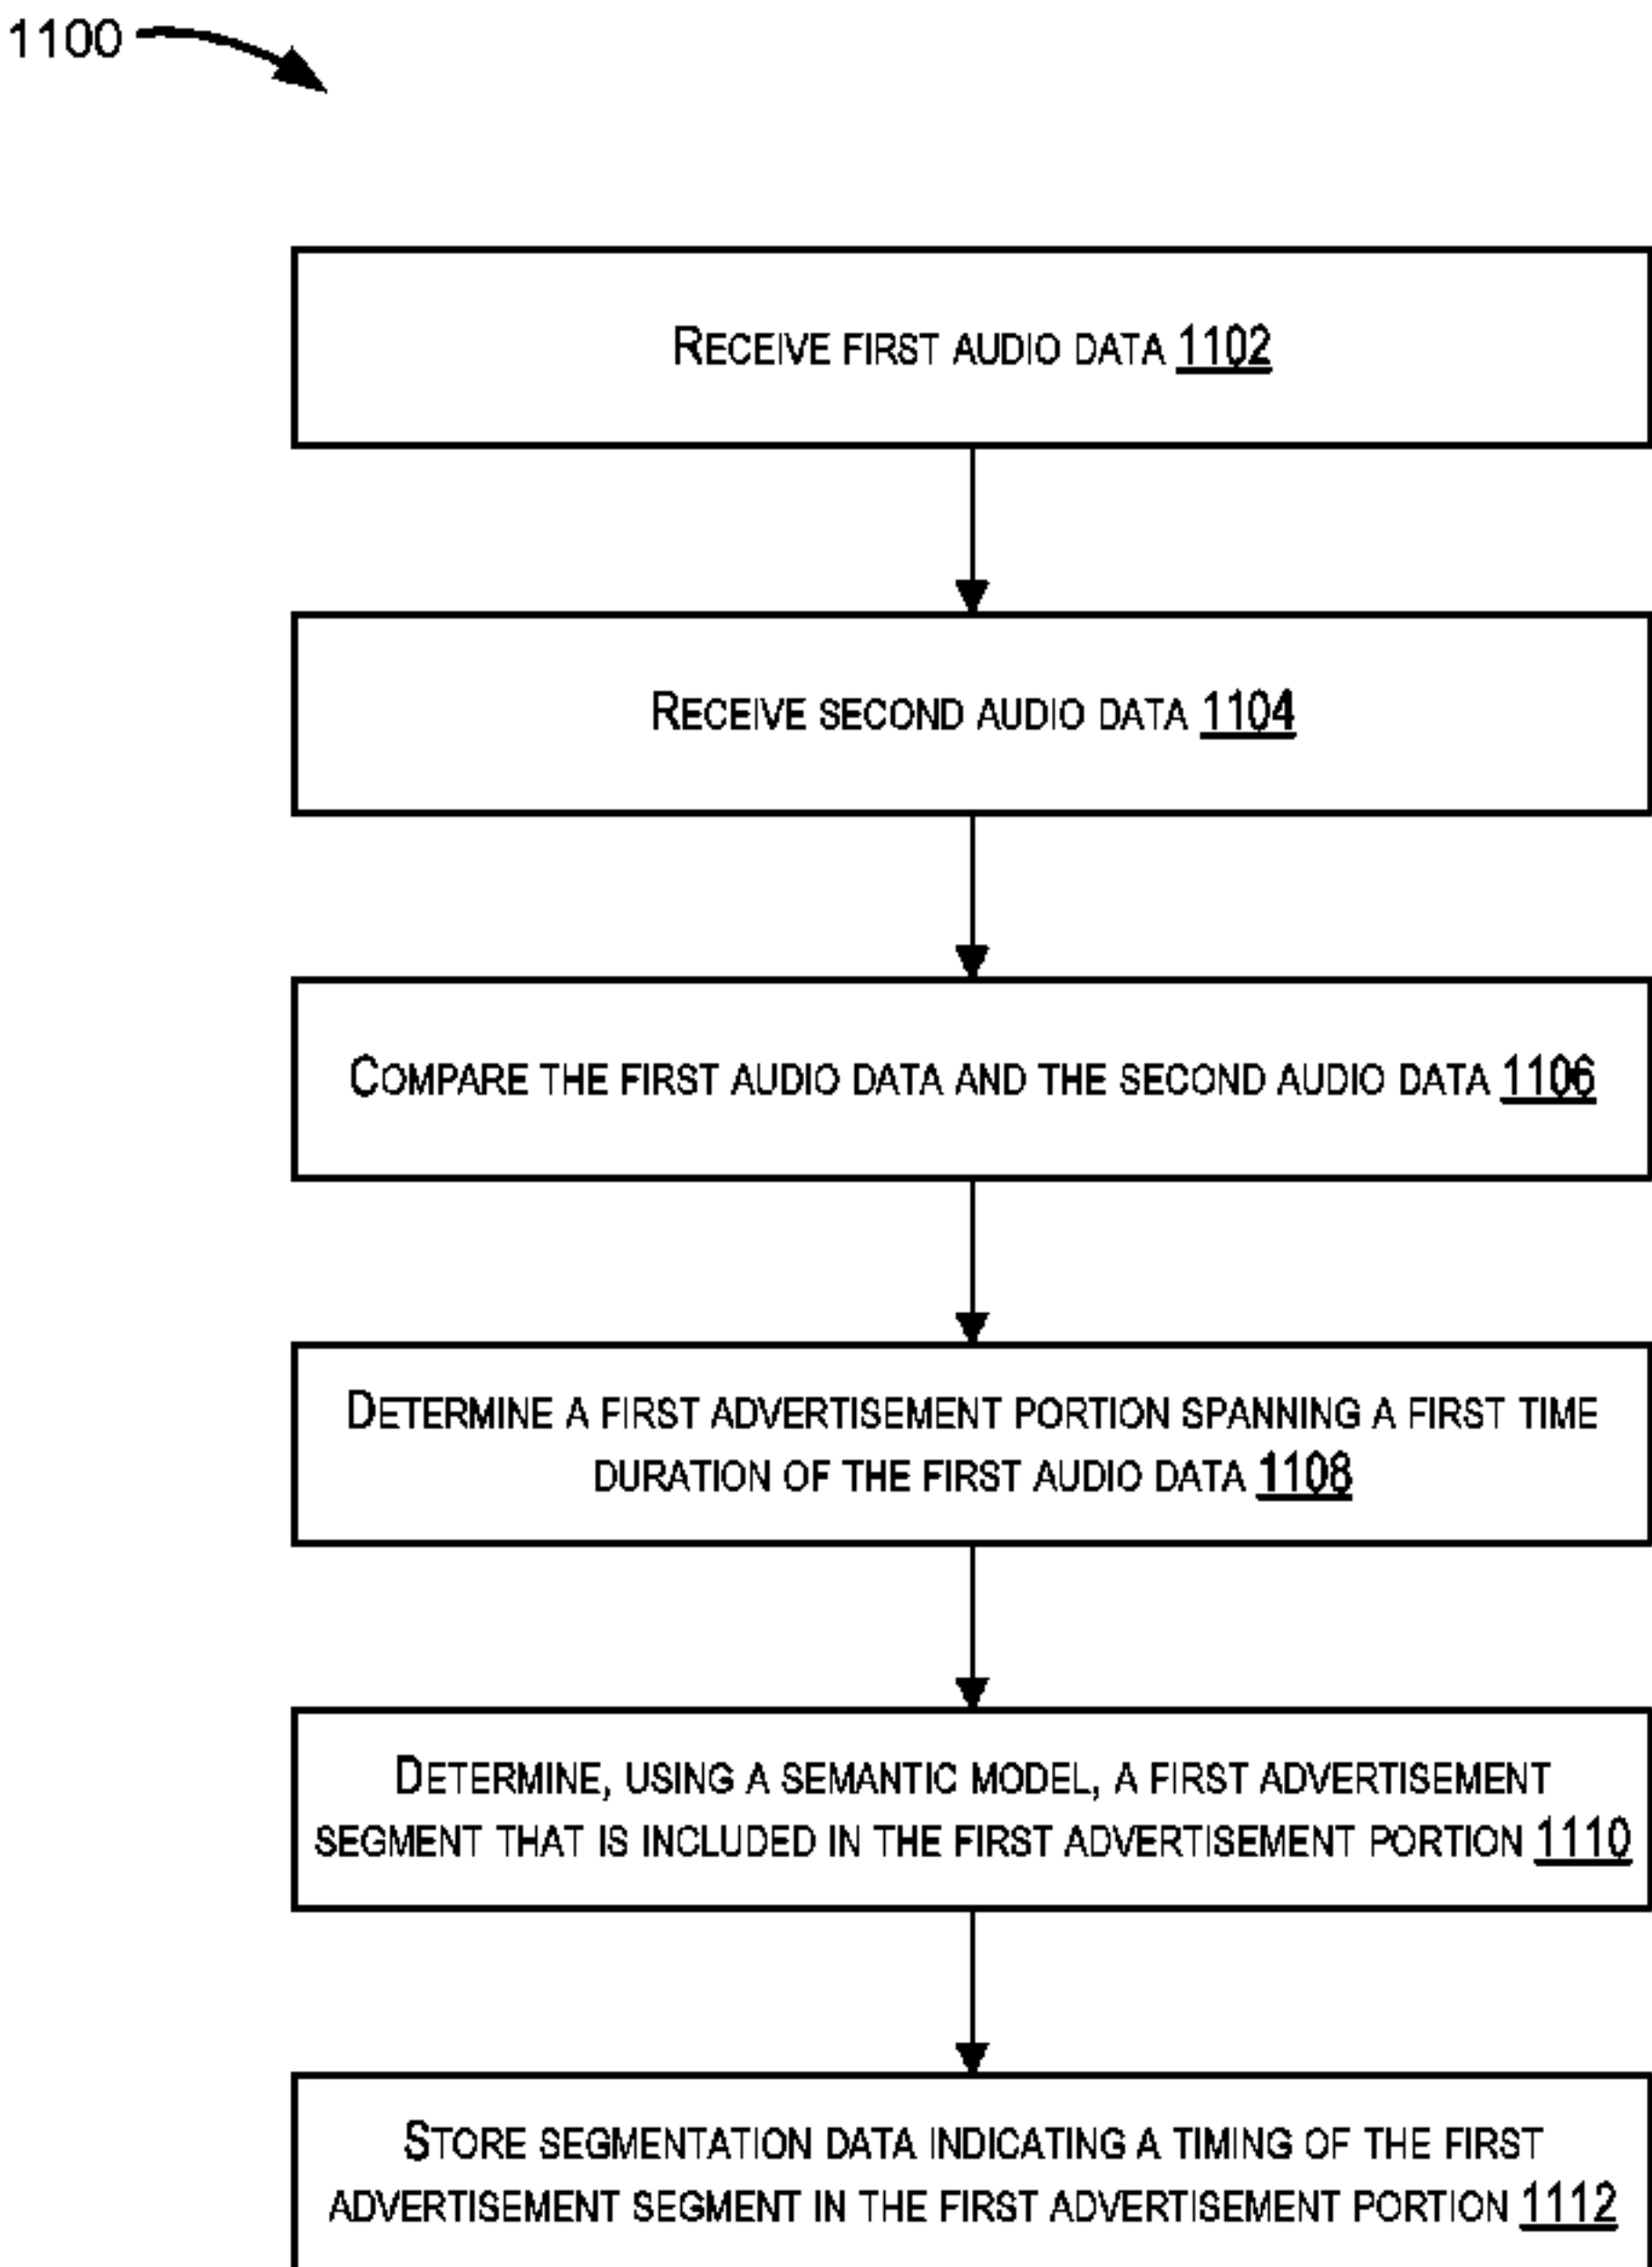 1100
RECEIVE FIRST AUDIO DATA 1102
RECEIVE SECOND AUDIO DATA 1104
COMPARE THE FIRST AUDIO DATA AND THE SECOND AUDIO DATA 1106
DETERMINE A FIRST ADVERTISEMENT PORTION SPANNING A FIRST TIME
DURATION OF THE FIRST AUDIO DATA 1108
DETERMINE, USING A SEMANTIC MODEL, A FIRST ADVERTISEMENT
SEGMENT THAT IS INCLUDED IN THE FIRST ADVERTISEMENT PORTION 1110
STORE SEGMENTATION DATA INDICATING A TIMING OF THE FIRST
ADVERTISEMENT SEGMENT IN THE FIRST ADVERTISEMENT PORTION 1112